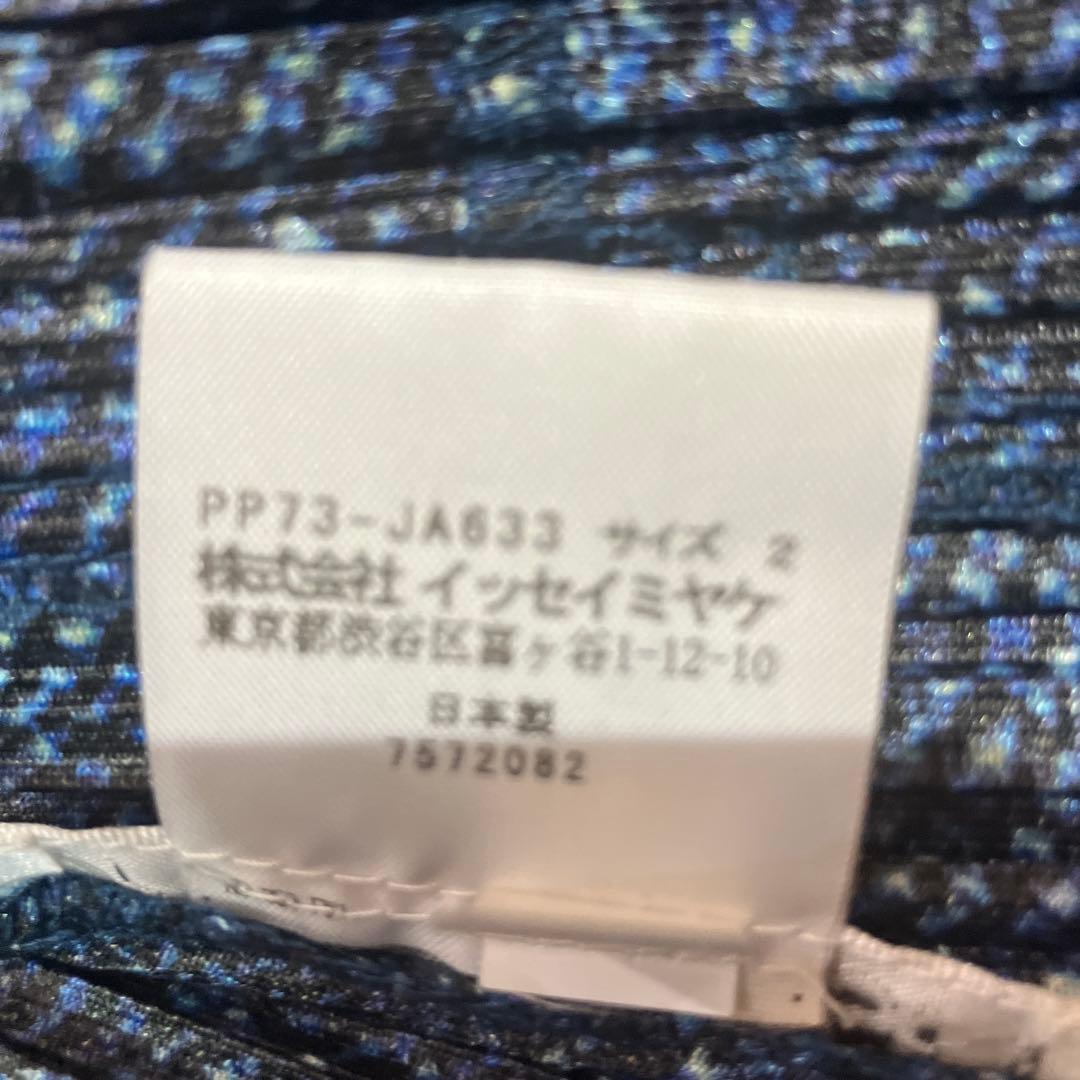 PP73-JA633 サイズ 2
株式会社 イッセイミヤケ
東京都渋谷区富ヶ谷1-12-10
日本製
7572082